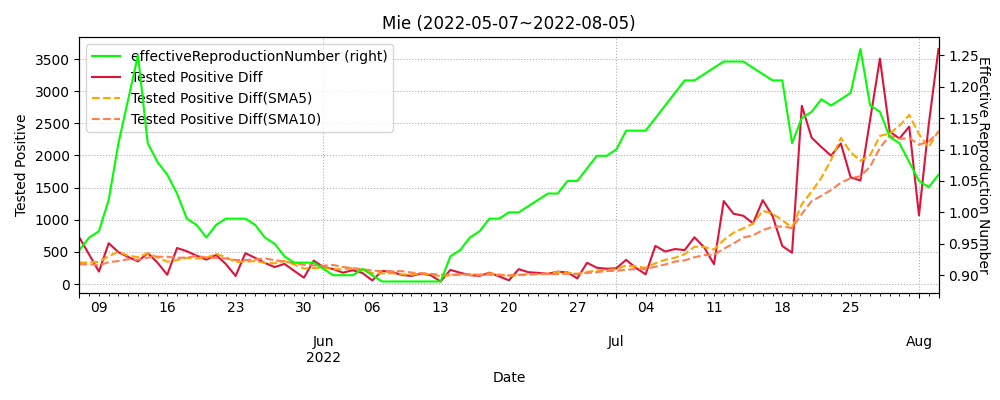 Mie (2022-05-07~2022-08-05)
effectiveReproductionNumber (right)
Tested Positive Diff
Tested Positive Diff(SMA5)
Tested Positive Diff(SMA10)
Tested Positive
3500
3000
2500
2000
1500
1000
500
0
1.25
1.20
1.15
1.10
1.05
1.00
0.95
0.90
Effective Reproduction Number
09 16 23 30 06 13 20 27 04 11 18 25
Jun Jul Aug
2022
Date